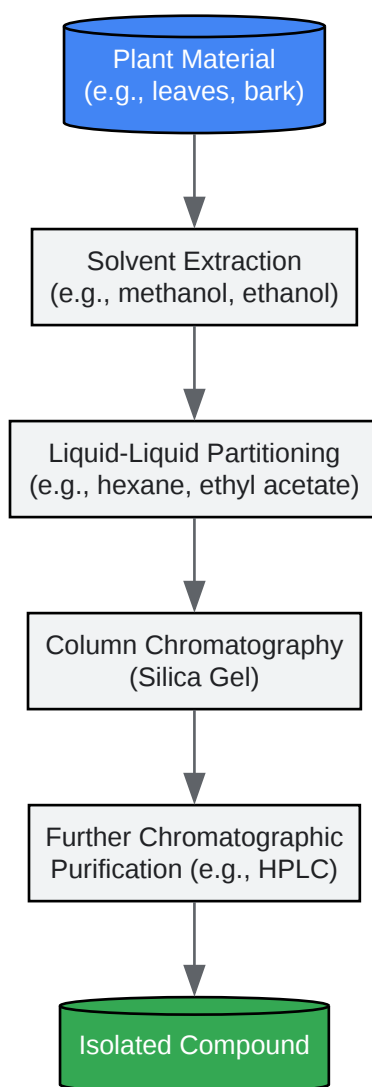 Plant Material
(e.g., leaves, bark)
Solvent Extraction
(e.g., methanol, ethanol)
Liquid-Liquid Partitioning
(e.g., hexane, ethyl acetate)
Column Chromatography
(Silica Gel)
Further Chromatographic
Purification (e.g., HPLC)
Isolated Compound